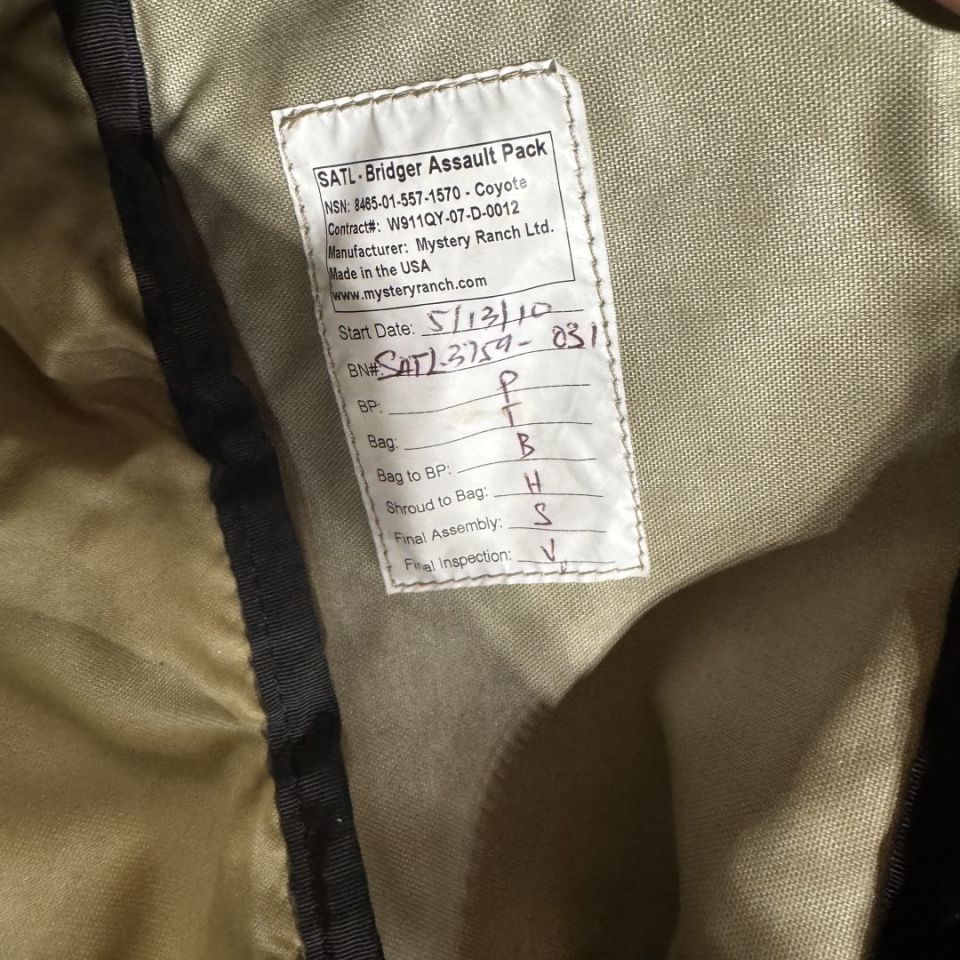 SATL - Bridger Assault Pack
NSN: 8465-01-557-1570 - Coyote
Contract#: W911QY-07-D-0012
Manufacturer: Mystery Ranch Ltd.
Made in the USA
www.mysteryranch.com
Start Date: 5/13/10
BN#: SATL3759-031
BP: P
Bag: T
Bag to BP: B
Shroud to Bag: H
Final Assembly: S
Final Inspection: V